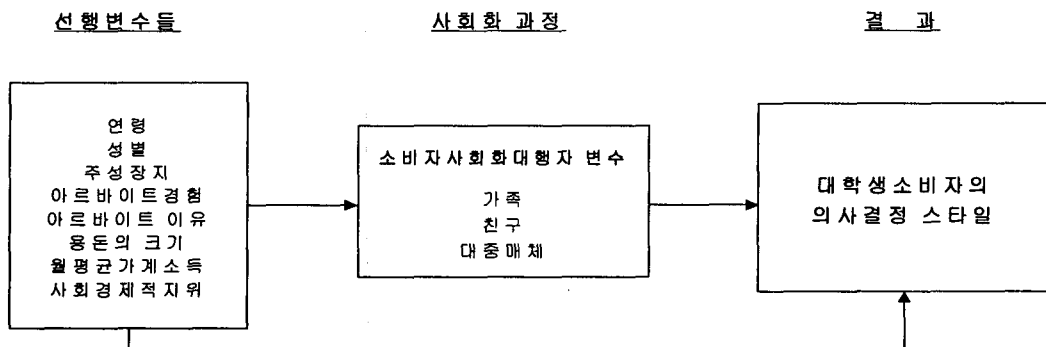 선행변수들
사회화 과정
결 과
연령
성별
주성장지
아르바이트경험
아르바이트 이유
용돈의 크기
월평균가계소득
사회경제적지위
소비자사회화대행자 변수
가족
친구
대중매체
대학생소비자의
의사결정 스타일